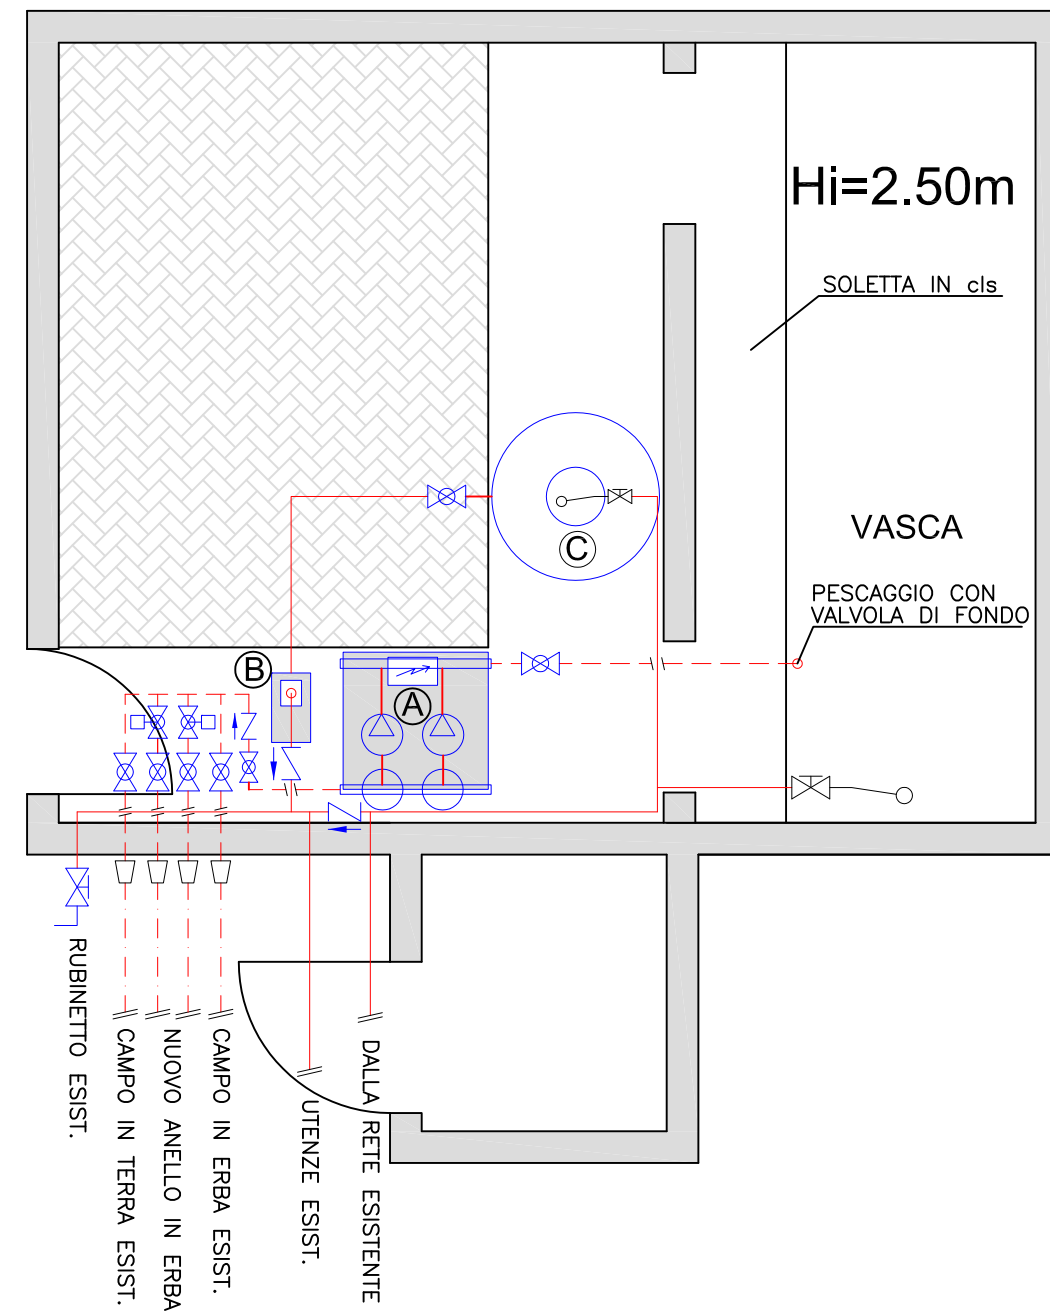 Hi=2.50m
SOLETTA IN cls
VASCA
PESCAGGIO CON
VALVOLA DI FONDO
C
B
A
RUBINETTO ESIST.
CAMPO IN TERRA ESIST.
NUOVO ANELLO IN ERBA
CAMPO IN ERBA ESIST.
UTENZE ESIST.
DALLA RETE ESISTENTE